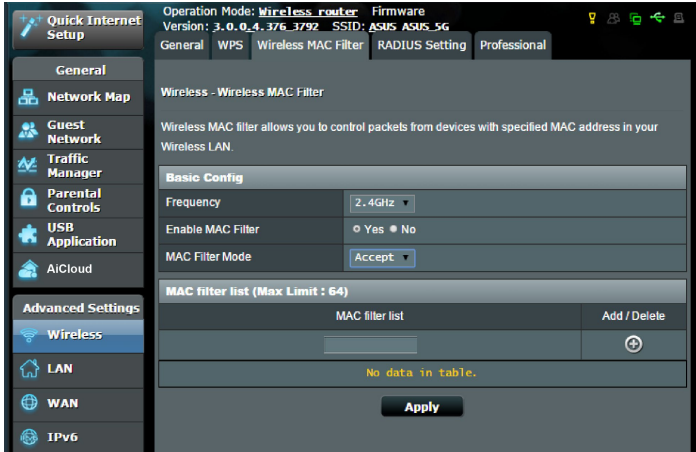 Quick Internet
Setup
Operation Mode: Wireless router Firmware
Version: 3.0.0.4.376_3792 SSID: ASUS ASUS_5G
General WPS Wireless MAC Filter RADIUS Setting Professional
General
Network Map
Guest
Network
Traffic
Manager
Parental
Controls
USB
Application
AiCloud
Advanced Settings
Wireless
LAN
WAN
IPv6
Wireless - Wireless MAC Filter
Wireless MAC filter allows you to control packets from devices with specified MAC address in your
Wireless LAN.
Basic Config
Frequency 2.4GHz
Enable MAC Filter Yes No
MAC Filter Mode Accept
MAC filter list (Max Limit : 64)
MAC filter list Add / Delete
No data in table.
Apply